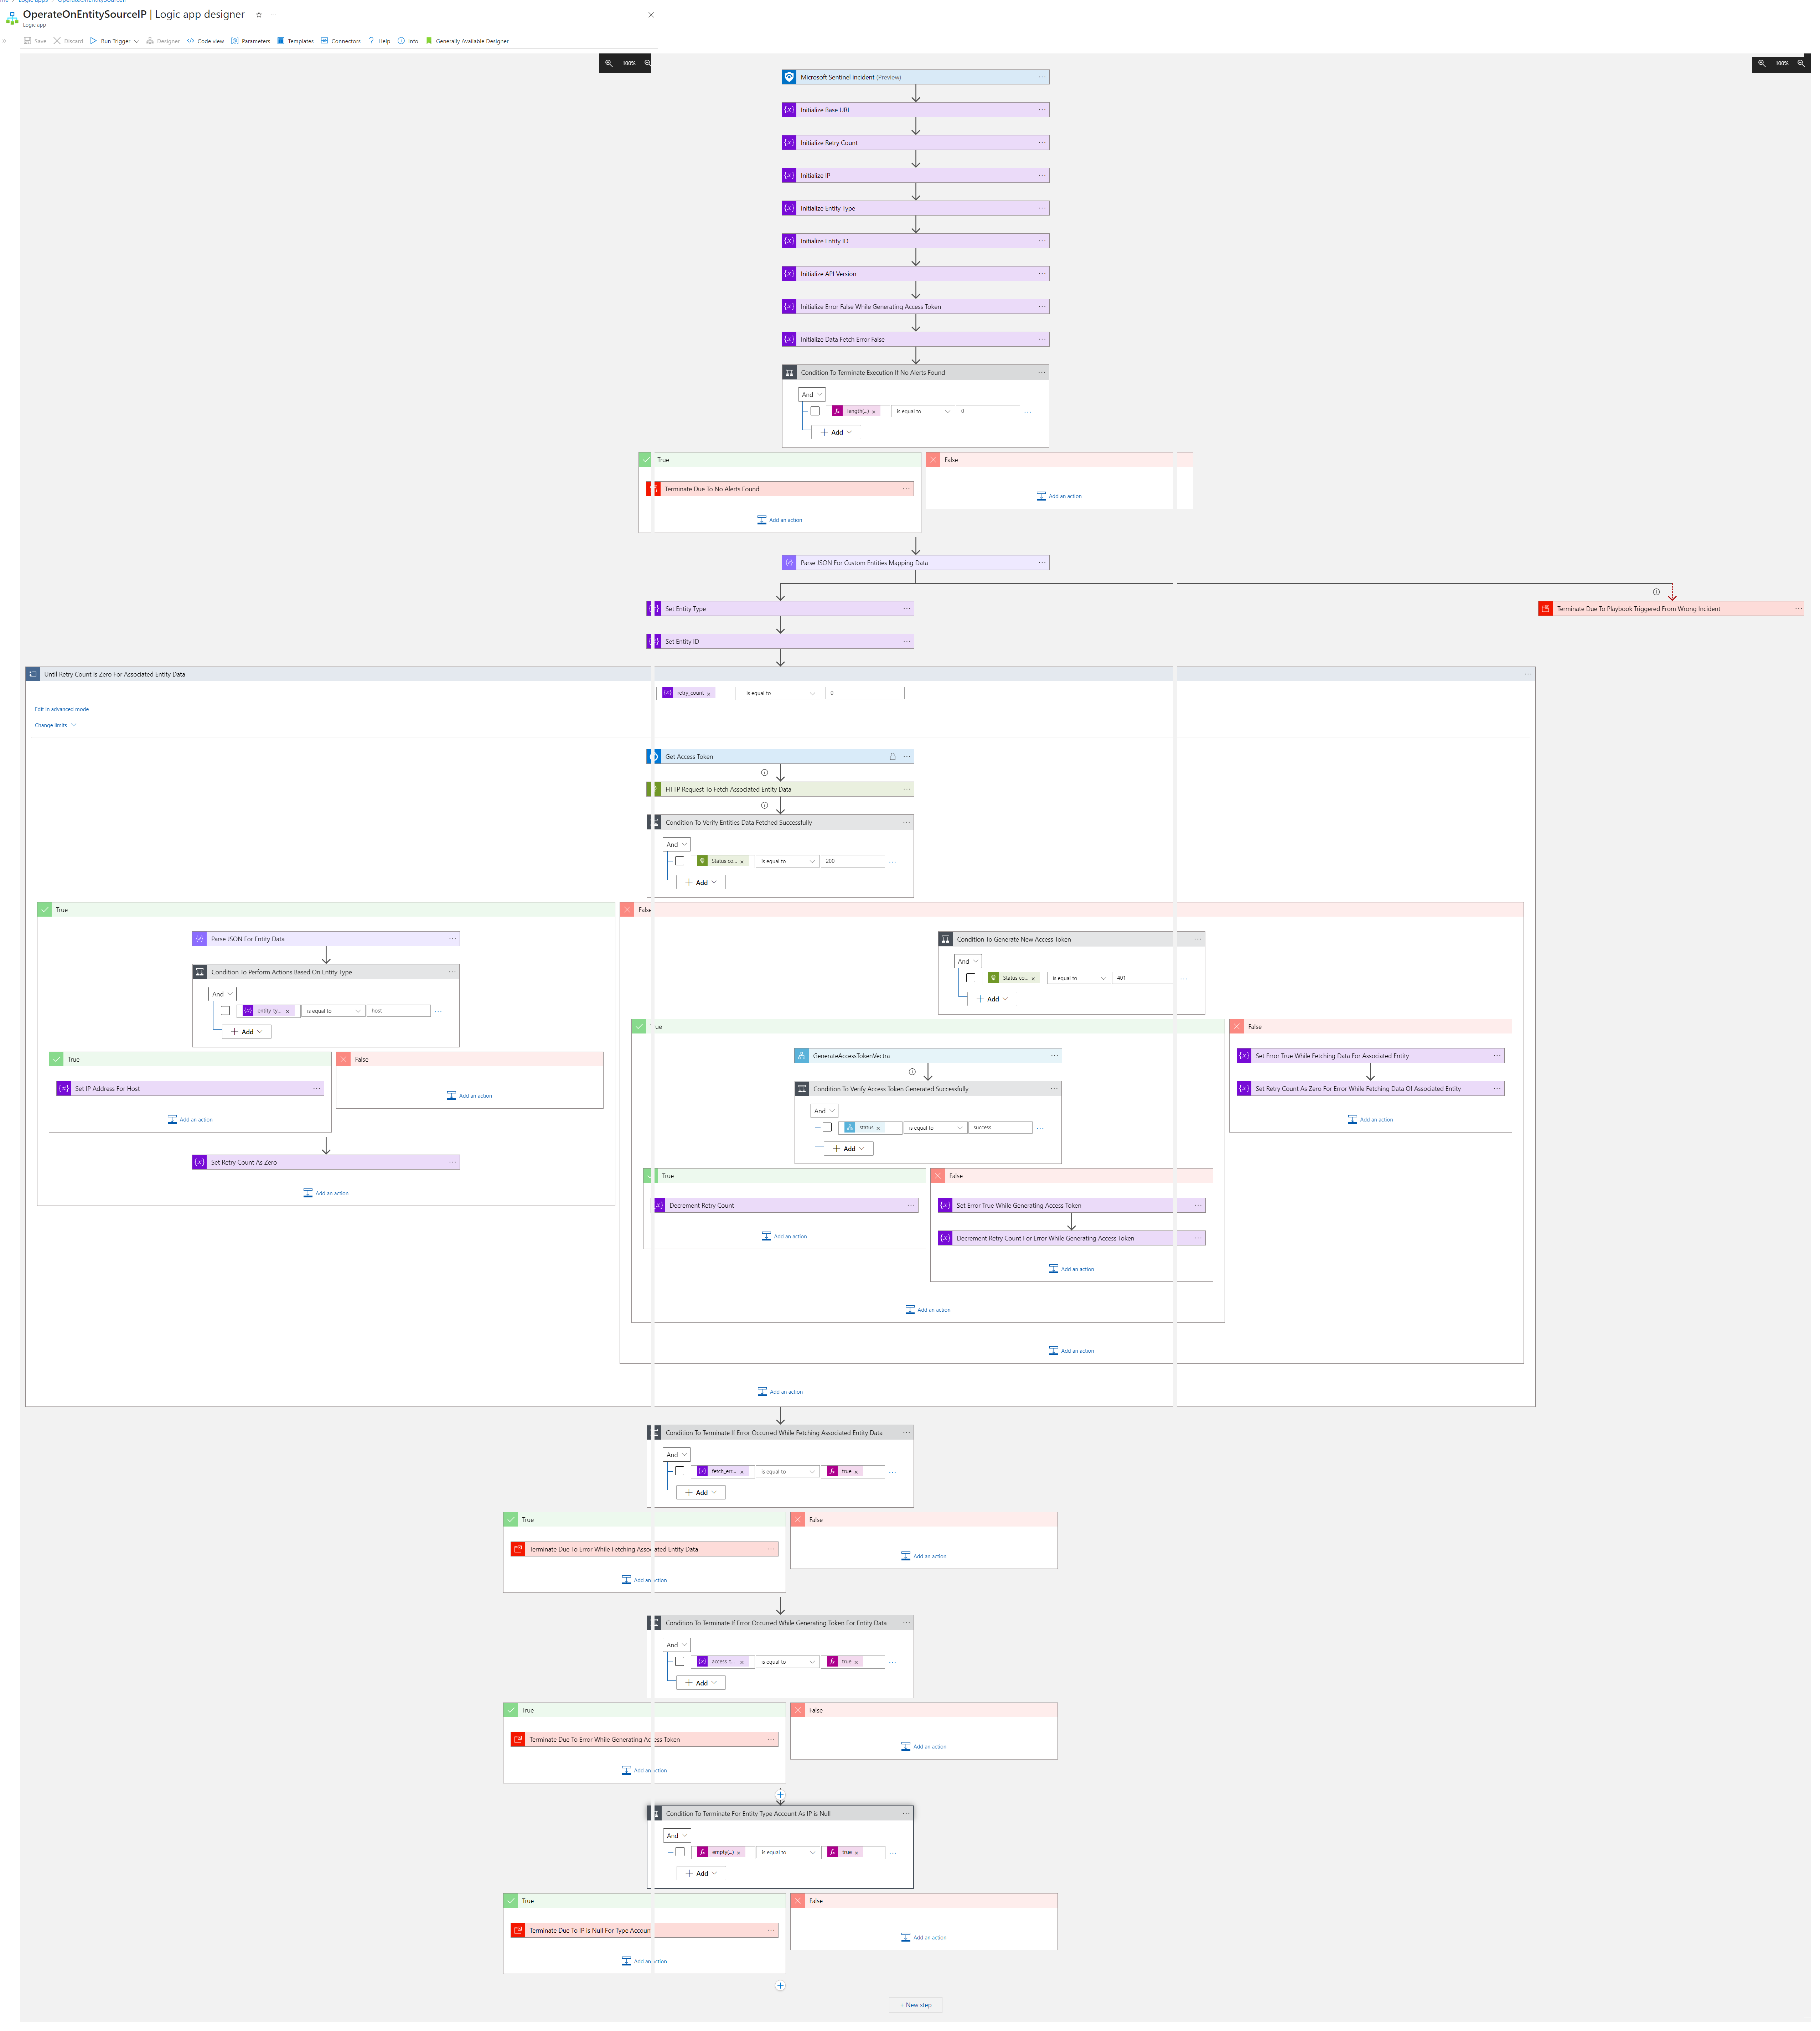 Logic apps > OperateOnEntitySourceIP
OperateOnEntitySourceIP | Logic app designer
Logic app
Save Discard Run Trigger Designer Code view Parameters Templates Connectors Help Info Generally Available Designer
100%
100%
Microsoft Sentinel incident (Preview)
Initialize Base URL
Initialize Retry Count
Initialize IP
Initialize Entity Type
Initialize Entity ID
Initialize API Version
Initialize Error False While Generating Access Token
Initialize Data Fetch Error False
Condition To Terminate Execution If No Alerts Found
And
length(...) is equal to 0
Add
True
False
Terminate Due To No Alerts Found
Add an action
Add an action
Parse JSON For Custom Entities Mapping Data
Set Entity Type
Terminate Due To Playbook Triggered From Wrong Incident
Set Entity ID
Until Retry Count is Zero For Associated Entity Data
retry_count is equal to 0
Edit in advanced mode
Change limits
Get Access Token
HTTP Request To Fetch Associated Entity Data
Condition To Verify Entities Data Fetched Successfully
And
Status co... is equal to 200
Add
True
False
Parse JSON For Entity Data
Condition To Perform Actions Based On Entity Type
And
entity_ty... is equal to host
Add
True
False
Set IP Address For Host
Add an action
Add an action
Set Retry Count As Zero
Add an action
Condition To Generate New Access Token
And
Status co... is equal to 401
Add
ue
False
GenerateAccessTokenVectra
Condition To Verify Access Token Generated Successfully
And
status is equal to success
Add
True
False
Decrement Retry Count
Add an action
Set Error True While Generating Access Token
Decrement Retry Count For Error While Generating Access Token
Add an action
Add an action
Set Error True While Fetching Data For Associated Entity
Set Retry Count As Zero For Error While Fetching Data Of Associated Entity
Add an action
Add an action
Add an action
Condition To Terminate If Error Occurred While Fetching Associated Entity Data
And
fetch_err... is equal to true
Add
True
False
Terminate Due To Error While Fetching Associated Entity Data
Add an action
Add an action
Condition To Terminate If Error Occurred While Generating Token For Entity Data
And
access_t... is equal to true
Add
True
False
Terminate Due To Error While Generating Access Token
Add an action
Add an action
Condition To Terminate For Entity Type Account As IP is Null
And
empty(...) is equal to true
Add
True
False
Terminate Due To IP is Null For Type Account
Add an action
Add an action
+ New step